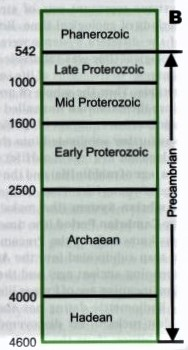 B
Phanerozoic
542
Late Proterozoic
1000
Mid Proterozoic
1600
Early Proterozoic
2500
Precambrian
Archaean
4000
Hadean
4600